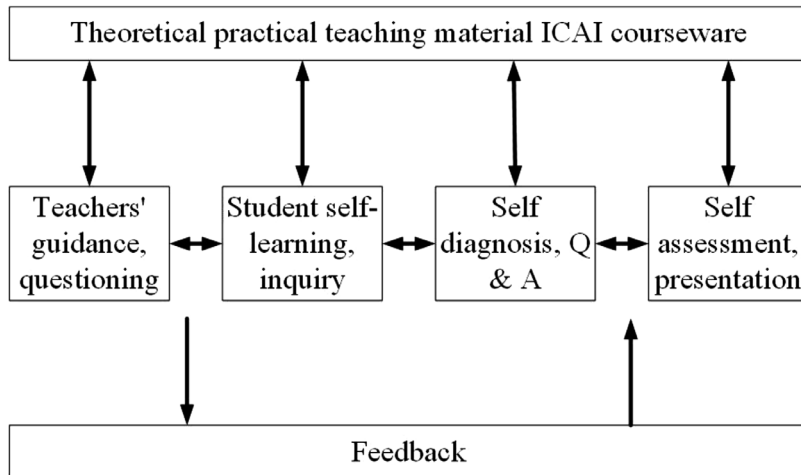 Theoretical practical teaching material ICAI courseware
Teachers'
guidance,
questioning
Student self-
learning,
inquiry
Self
diagnosis, Q
& A
Self
assessment,
presentation
Feedback